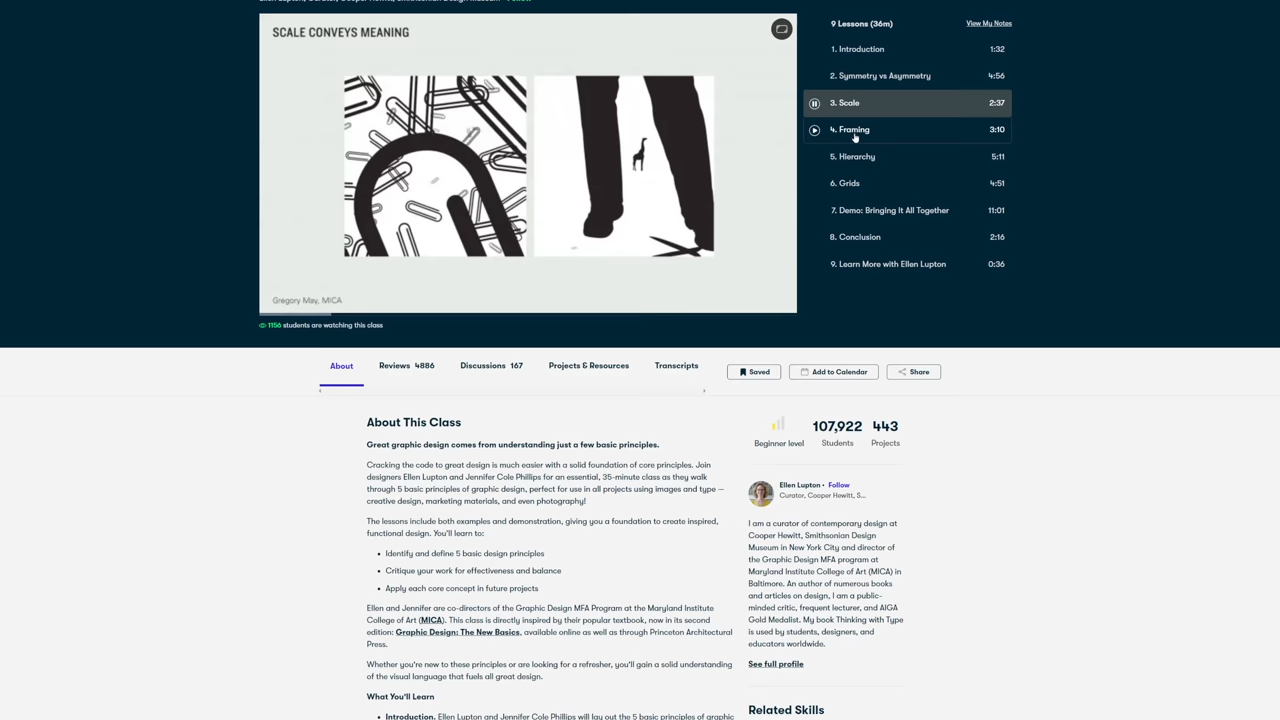 SCALE CONVEYS MEANING
Gregory May, MICA
1156 students are watching this class
9 Lessons (36m)
View My Notes
1. Introduction
1:32
2. Symmetry vs Asymmetry
4:56
3. Scale
2:37
4. Framing
3:10
5. Hierarchy
5:11
6. Grids
4:51
7. Demo: Bringing It All Together
11:01
8. Conclusion
2:16
9. Learn More with Ellen Lupton
0:36
About
Reviews 4886
Discussions 167
Projects & Resources
Transcripts
Saved
Add to Calendar
Share
About This Class
Great graphic design comes from understanding just a few basic principles.
Cracking the code to great design is much easier with a solid foundation of core principles. Join
designers Ellen Lupton and Jennifer Cole Phillips for an essential, 35-minute class as they walk
through 5 basic principles of graphic design, perfect for use in all projects using images and type —
creative design, marketing materials, and even photography!
The lessons include both examples and demonstration, giving you a foundation to create inspired,
functional design. You'll learn to:
• Identify and define 5 basic design principles
• Critique your work for effectiveness and balance
• Apply each core concept in future projects
Ellen and Jennifer are co-directors of the Graphic Design MFA Program at the Maryland Institute
College of Art (MICA). This class is directly inspired by their popular textbook, now in its second
edition: Graphic Design: The New Basics, available online as well as through Princeton Architectural
Press.
Whether you're new to these principles or are looking for a refresher, you'll gain a solid understanding
of the visual language that fuels all great design.
What You'll Learn
• Introduction. Ellen Lupton and Jennifer Cole Phillips will lay out the 5 basic principles of graphic
Beginner level
107,922
Students
443
Projects
Ellen Lupton • Follow
Curator, Cooper Hewitt, S...
I am a curator of contemporary design at
Cooper Hewitt, Smithsonian Design
Museum in New York City and director of
the Graphic Design MFA program at
Maryland Institute College of Art (MICA) in
Baltimore. An author of numerous books
and articles on design, I am a public-
minded critic, frequent lecturer, and AIGA
Gold Medalist. My book Thinking with Type
is used by students, designers, and
educators worldwide.
See full profile
Related Skills